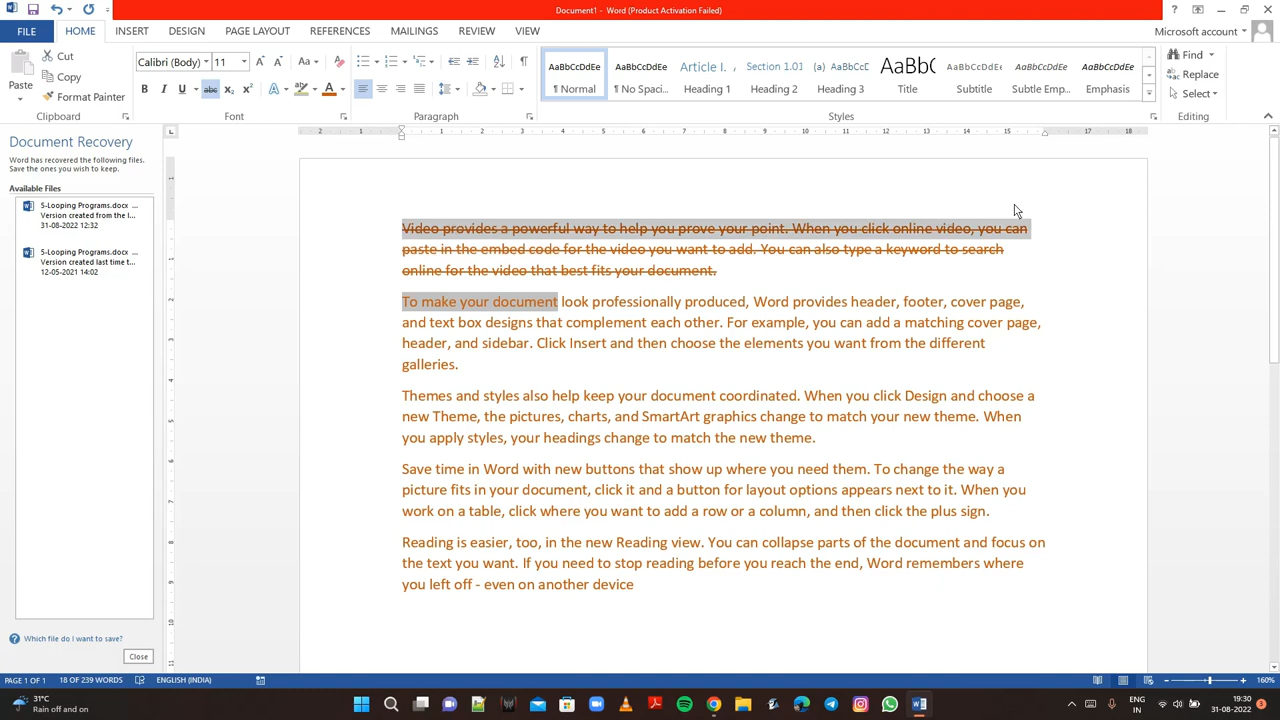 Document1 - Word (Product Activation Failed)
FILE HOME INSERT DESIGN PAGE LAYOUT REFERENCES MAILINGS REVIEW VIEW Microsoft account
Paste
Cut
Copy
Format Painter
Clipboard
Calibri (Body) 11
Font
Paragraph
AaBbCcDdEe AaBbCcDdEe Article I. Section 1.01 (a) AaBbCcC AaBbC AaBbCcDdEe AaBbCcDdEe AaBbCcDdEe
¶ Normal ¶ No Spaci... Heading 1 Heading 2 Heading 3 Title Subtitle Subtle Emp... Emphasis
Styles
Find
Replace
Select
Editing
Document Recovery
Word has recovered the following files.
Save the ones you wish to keep.
Available Files
5-Looping Programs.docx ...
Version created from the l...
31-08-2022 12:32
5-Looping Programs.docx ...
Version created last time t...
12-05-2021 14:02
Which file do I want to save?
Close
Video provides a powerful way to help you prove your point. When you click online video, you can
paste in the embed code for the video you want to add. You can also type a keyword to search
online for the video that best fits your document.
To make your document look professionally produced, Word provides header, footer, cover page,
and text box designs that complement each other. For example, you can add a matching cover page,
header, and sidebar. Click Insert and then choose the elements you want from the different
galleries.
Themes and styles also help keep your document coordinated. When you click Design and choose a
new Theme, the pictures, charts, and SmartArt graphics change to match your new theme. When
you apply styles, your headings change to match the new theme.
Save time in Word with new buttons that show up where you need them. To change the way a
picture fits in your document, click it and a button for layout options appears next to it. When you
work on a table, click where you want to add a row or a column, and then click the plus sign.
Reading is easier, too, in the new Reading view. You can collapse parts of the document and focus on
the text you want. If you need to stop reading before you reach the end, Word remembers where
you left off - even on another device
PAGE 1 OF 1 18 OF 239 WORDS ENGLISH (INDIA) 160%
31°C
Rain off and on
ENG
IN
19:30
31-08-2022